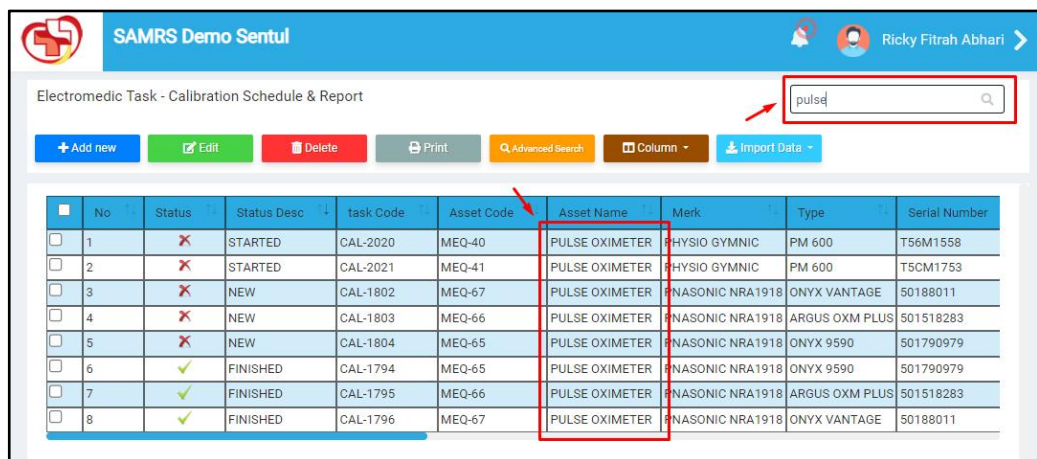 SAMRS Demo Sentul
Ricky Fitrah Abhari
Electromedic Task - Calibration Schedule & Report
pulse
Add new Edit Delete Print Advanced Search Column Import Data
No Status Status Desc task Code Asset Code Asset Name Merk Type Serial Number
1 STARTED CAL-2020 MEQ-40 PULSE OXIMETER PHYSIO GYMNIC PM 600 T56M1558
2 STARTED CAL-2021 MEQ-41 PULSE OXIMETER PHYSIO GYMNIC PM 600 T5CM1753
3 NEW CAL-1802 MEQ-67 PULSE OXIMETER PNASONIC NRA1918 ONYX VANTAGE 50188011
4 NEW CAL-1803 MEQ-66 PULSE OXIMETER PNASONIC NRA1918 ARGUS OXM PLUS 501518283
5 NEW CAL-1804 MEQ-65 PULSE OXIMETER PNASONIC NRA1918 ONYX 9590 501790979
6 FINISHED CAL-1794 MEQ-65 PULSE OXIMETER PNASONIC NRA1918 ONYX 9590 501790979
7 FINISHED CAL-1795 MEQ-66 PULSE OXIMETER PNASONIC NRA1918 ARGUS OXM PLUS 501518283
8 FINISHED CAL-1796 MEQ-67 PULSE OXIMETER PNASONIC NRA1918 ONYX VANTAGE 50188011